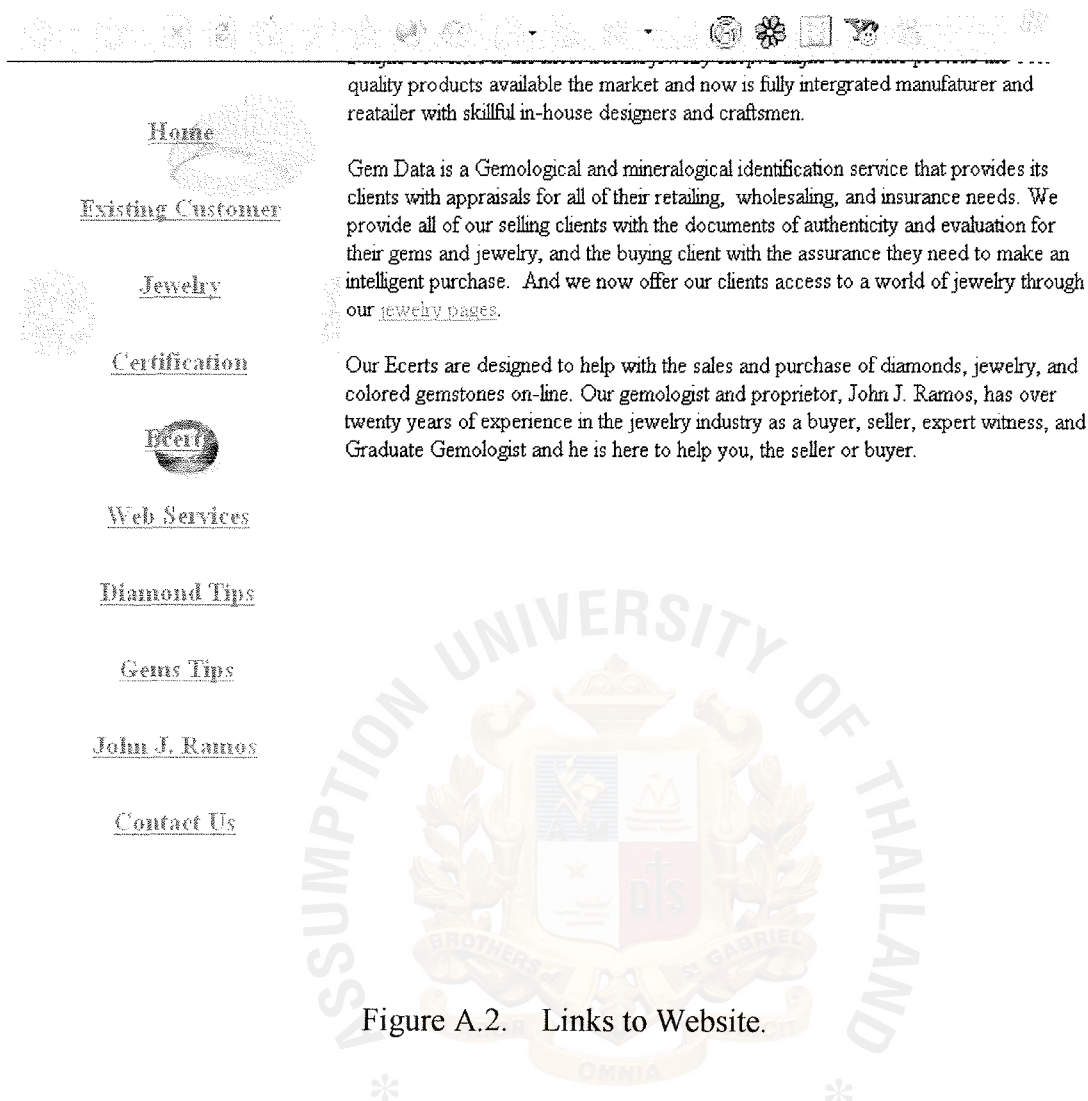 quality products available the market and now is fully intergrated manufaturer and
reatailer with skillful in-house designers and craftsmen.
Home
Gem Data is a Gemological and mineralogical identification service that provides its
clients with appraisals for all of their retailing, wholesaling, and insurance needs. We
provide all of our selling clients with the documents of authenticity and evaluation for
their gems and jewelry, and the buying client with the assurance they need to make an
intelligent purchase. And we now offer our clients access to a world of jewelry through
our jewelry pages.
Existing Customer
Jewelry
Certification
Our Ecerts are designed to help with the sales and purchase of diamonds, jewelry, and
colored gemstones on-line. Our gemologist and proprietor, John J. Ramos, has over
twenty years of experience in the jewelry industry as a buyer, seller, expert witness, and
Graduate Gemologist and he is here to help you, the seller or buyer.
Ecert
Web Services
Diamond Tips
Gems Tips
John J. Ramos
Contact Us
ASSUMPTION UNIVERSITY OF THAILAND
DS
BROTHERS of St GABRIEL
OMNIA
Figure A.2. Links to Website.